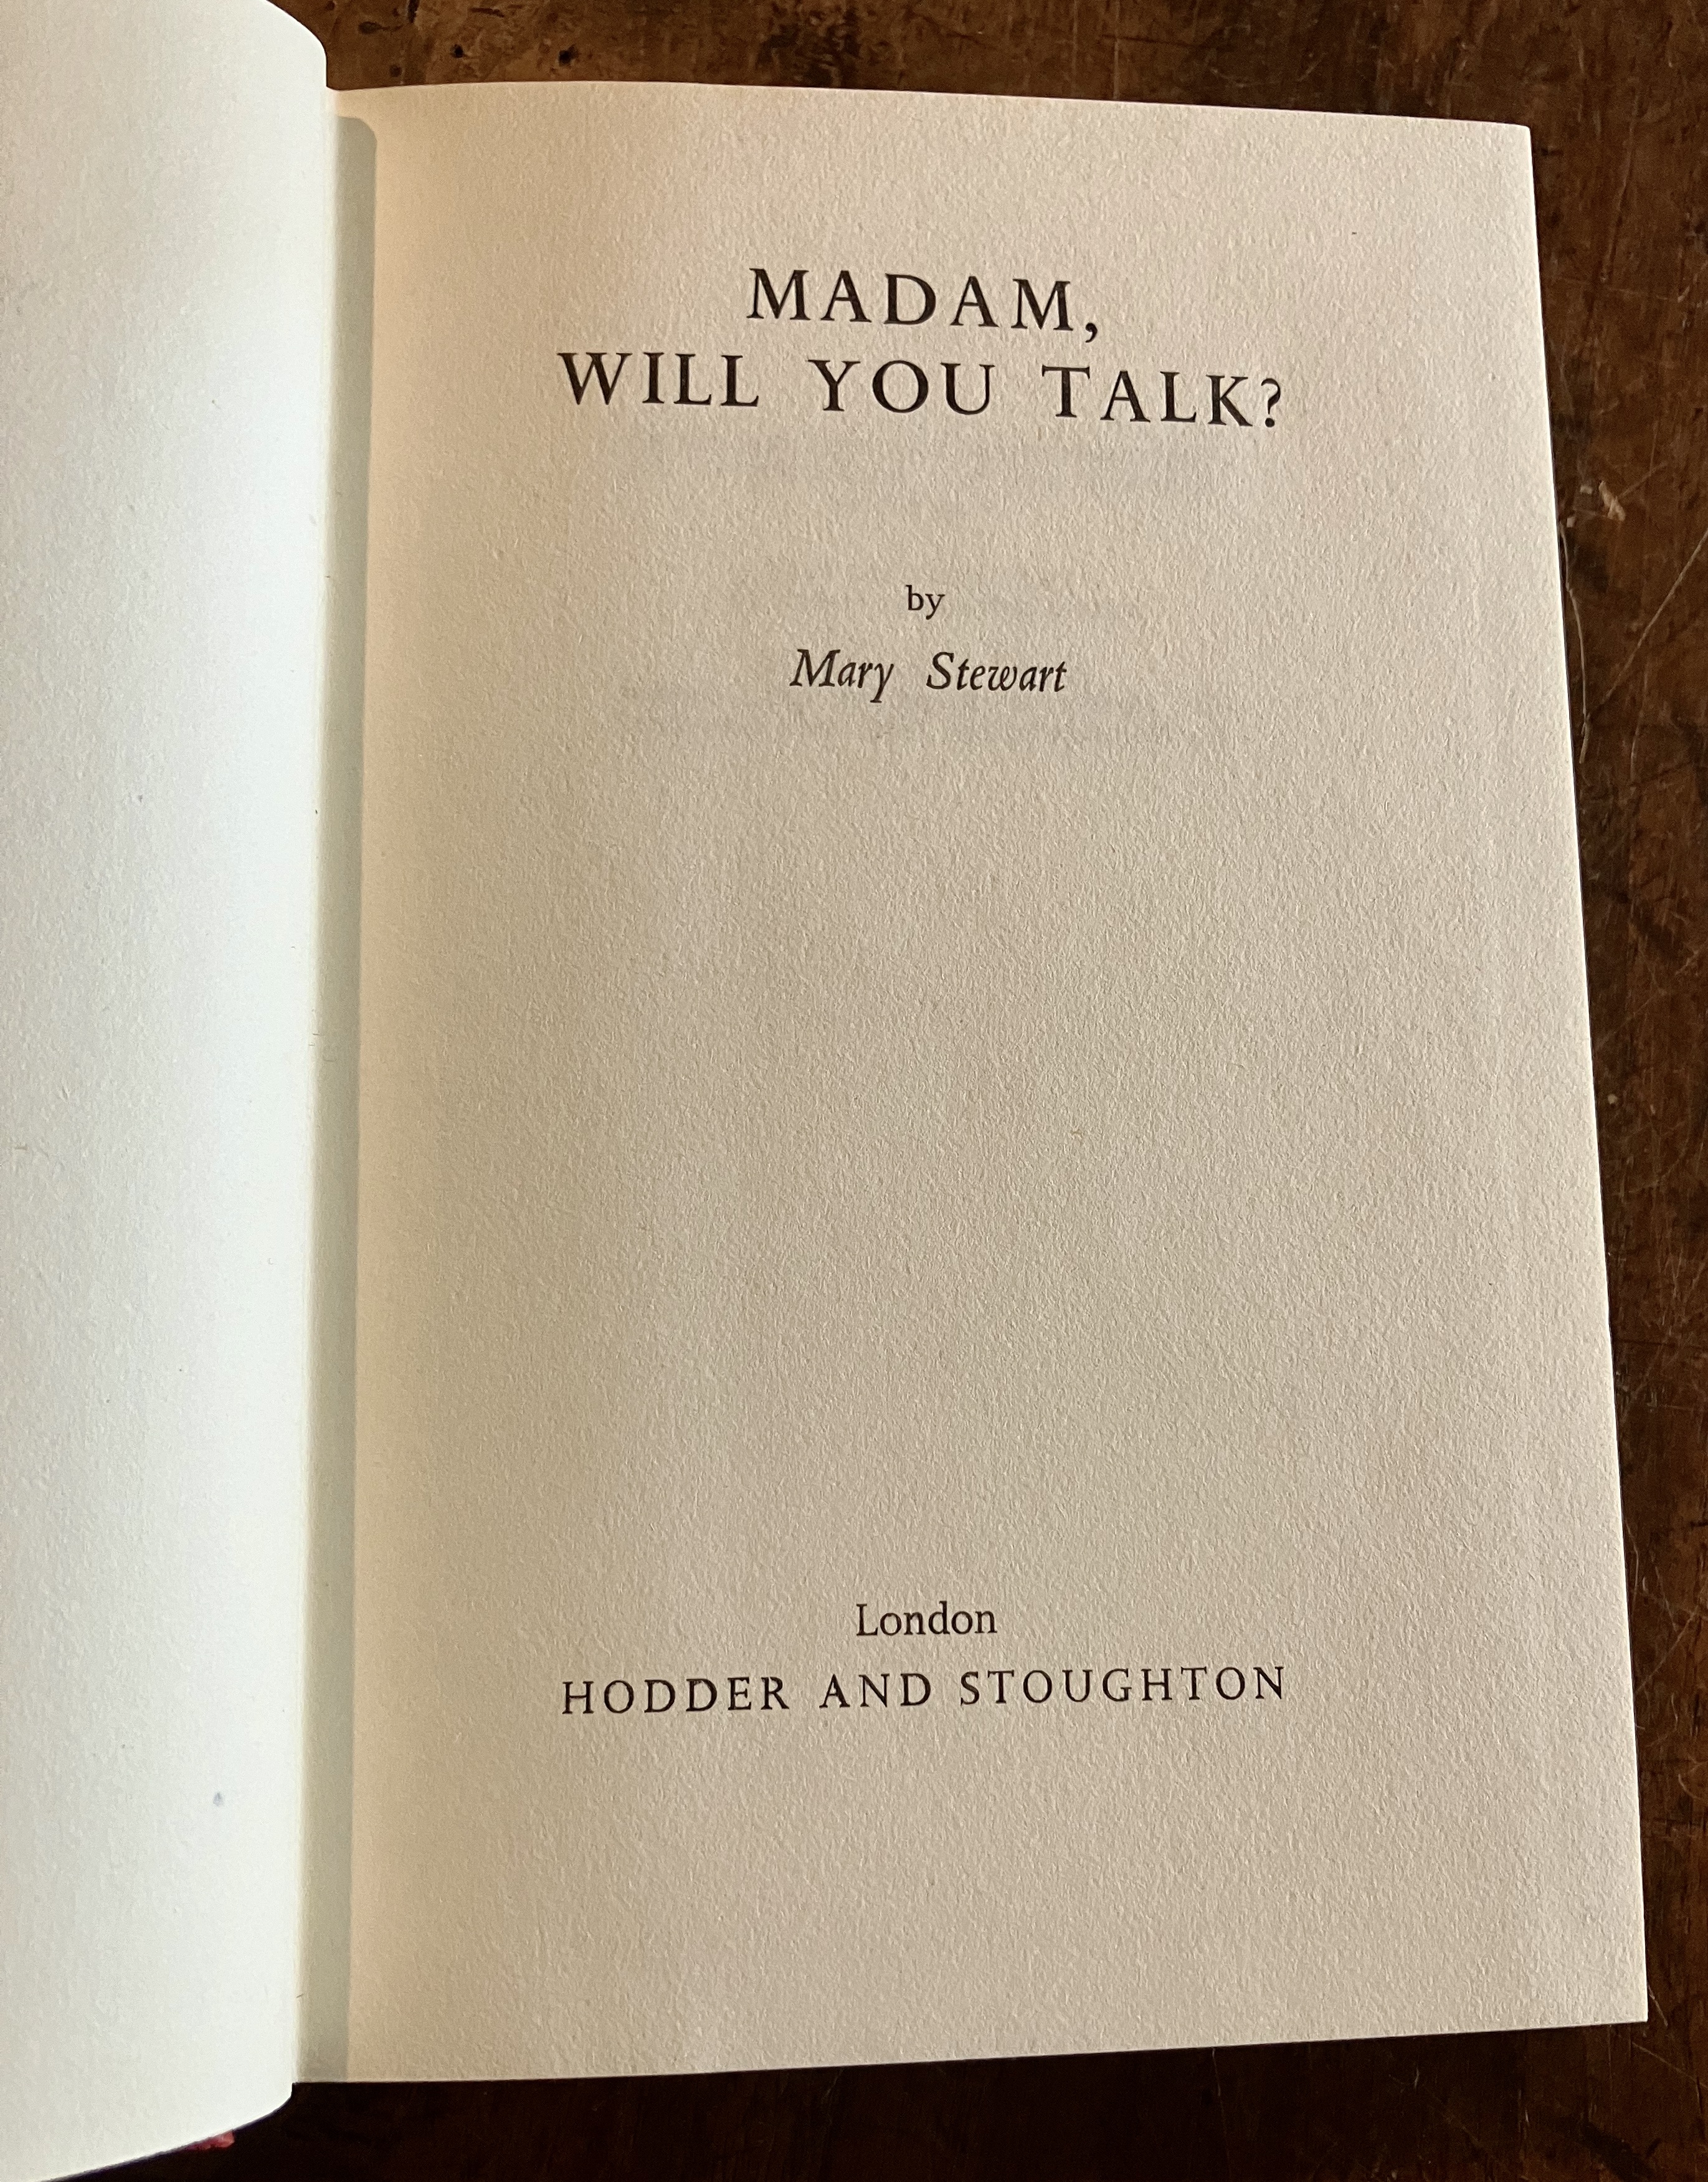 MADAM,
WILL YOU TALK?
by
Mary Stewart
London
HODDER AND STOUGHTON